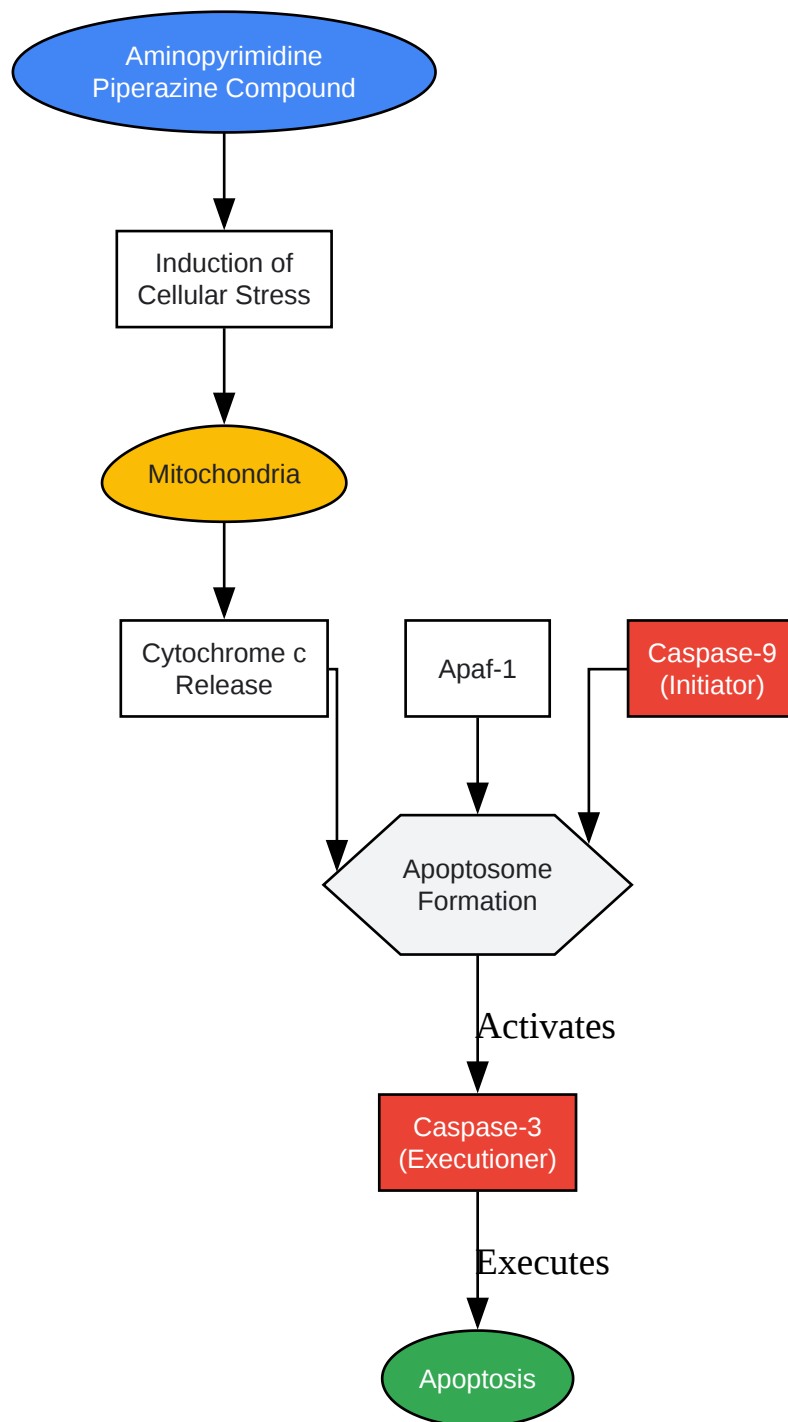 Aminopyrimidine
Piperazine Compound
Induction of
Cellular Stress
Mitochondria
Cytochrome c
Release
Apaf-1
Caspase-9
(Initiator)
Apoptosome
Formation
Activates
Caspase-3
(Executioner)
Executes
Apoptosis